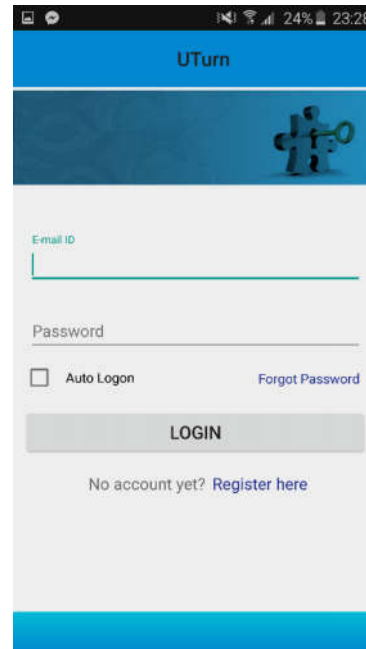 24% 23:28
UTurn
E-mail ID
Password
Auto Logon Forgot Password
LOGIN
No account yet? Register here